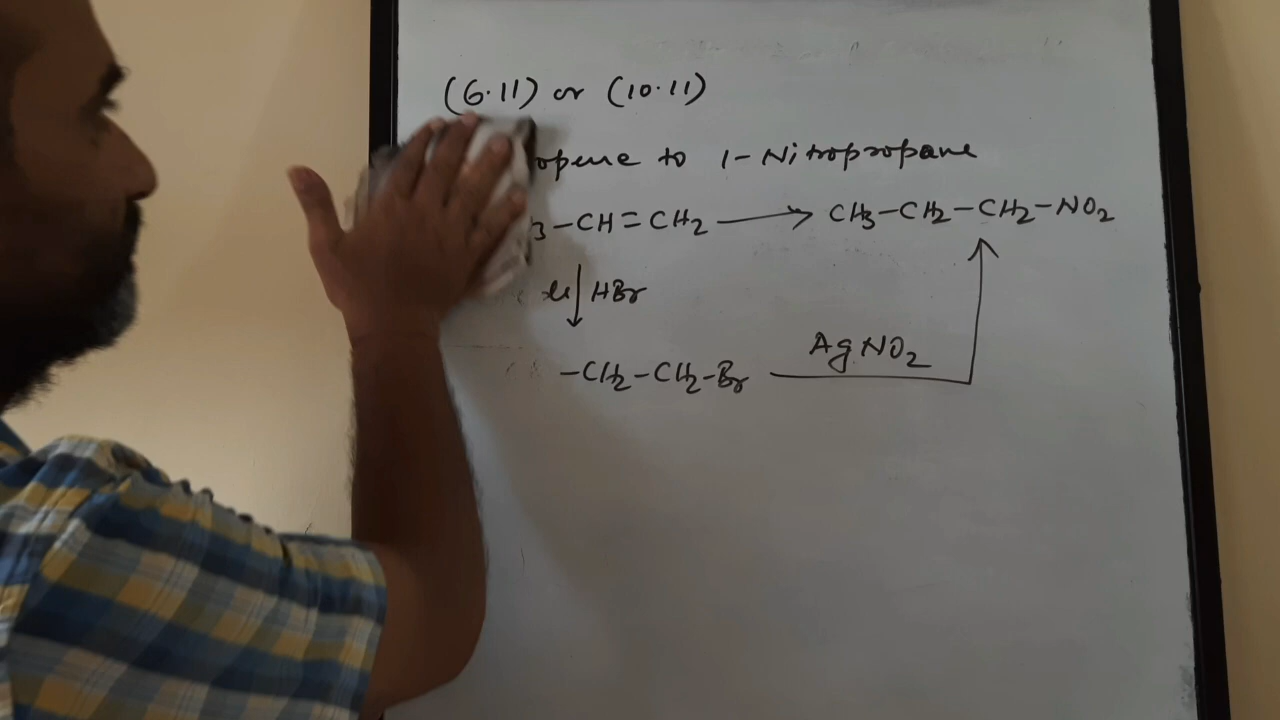 (6.11) or (10.11)
opene to 1-Nitropropane
3-CH=CH2 ⟶ CH3-CH2-CH2-NO2
HBr
AgNO2
-CH2-CH2-Br